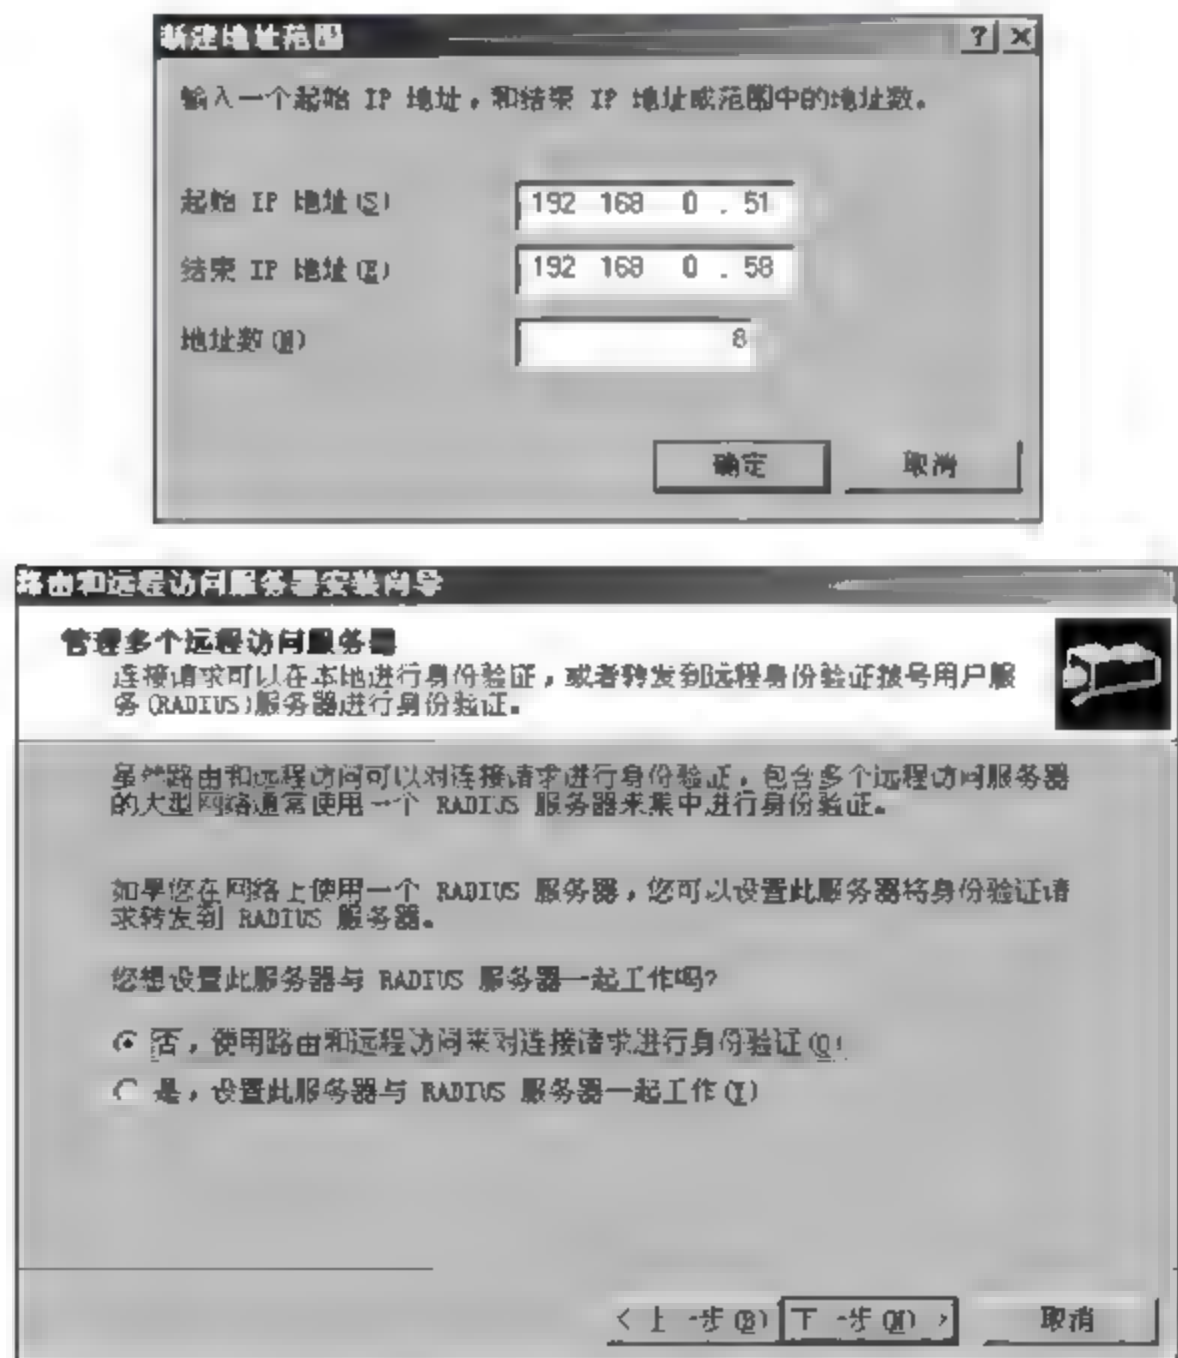 新建地址范围
输入一个起始 IP 地址，和结束 IP 地址或范围中的地址数。
起始 IP 地址(S)
192 168 0 . 51
结束 IP 地址(E)
192 168 0 . 58
地址数(N)
8
确定 取消
路由和远程访问服务器安装向导
管理多个远程访问服务器
连接请求可以在本地进行身份验证，或者转发到远程身份验证拨号用户服
务(RADIUS)服务器进行身份验证。
虽然路由和远程访问可以对连接请求进行身份验证，包含多个远程访问服务器
的大型网络通常使用一个 RADIUS 服务器来集中进行身份验证。
如果您在网络上使用一个 RADIUS 服务器，您可以设置此服务器将身份验证请
求转发到 RADIUS 服务器。
您想设置此服务器与 RADIUS 服务器一起工作吗?
否，使用路由和远程访问来对连接请求进行身份验证(O)
是，设置此服务器与 RADIUS 服务器一起工作(Y)
< 上一步(B) 下一步(N) > 取消